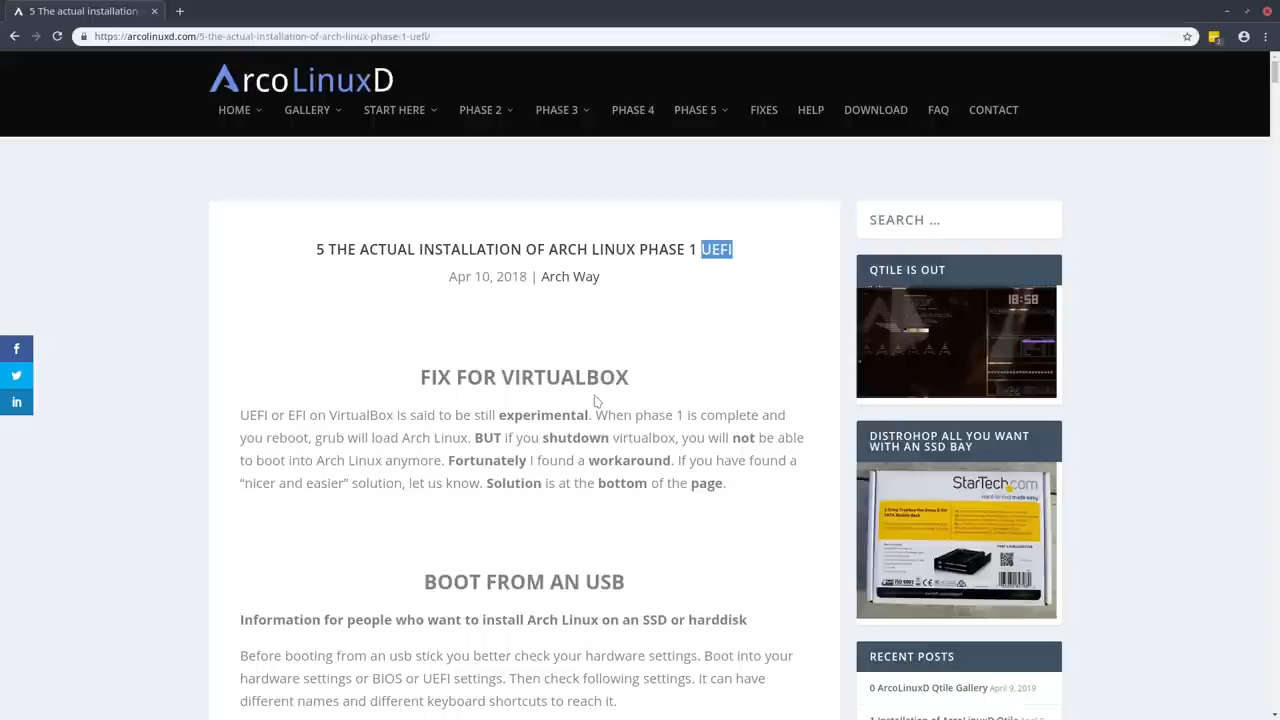 5 The actual installation
https://arcolinuxd.com/5-the-actual-installation-of-arch-linux-phase-1-uefi/
ArcoLinuxD
HOME GALLERY START HERE PHASE 2 PHASE 3 PHASE 4 PHASE 5 FIXES HELP DOWNLOAD FAQ CONTACT
5 THE ACTUAL INSTALLATION OF ARCH LINUX PHASE 1 UEFI
Apr 10, 2018 | Arch Way
FIX FOR VIRTUALBOX
UEFI or EFI on VirtualBox is said to be still experimental. When phase 1 is complete and
you reboot, grub will load Arch Linux. BUT if you shutdown virtualbox, you will not be able
to boot into Arch Linux anymore. Fortunately I found a workaround. If you have found a
“nicer and easier” solution, let us know. Solution is at the bottom of the page.
BOOT FROM AN USB
Information for people who want to install Arch Linux on an SSD or harddisk
Before booting from an usb stick you better check your hardware settings. Boot into your
hardware settings or BIOS or UEFI settings. Then check following settings. It can have
different names and different keyboard shortcuts to reach it.
SEARCH …
QTILE IS OUT
18:58
DISTROHOP ALL YOU WANT
WITH AN SSD BAY
StarTech.com
Hard-to-find made easy
RECENT POSTS
0 ArcoLinuxD Qtile Gallery April 9, 2019
1 Installation of ArcoLinuxD Qtile